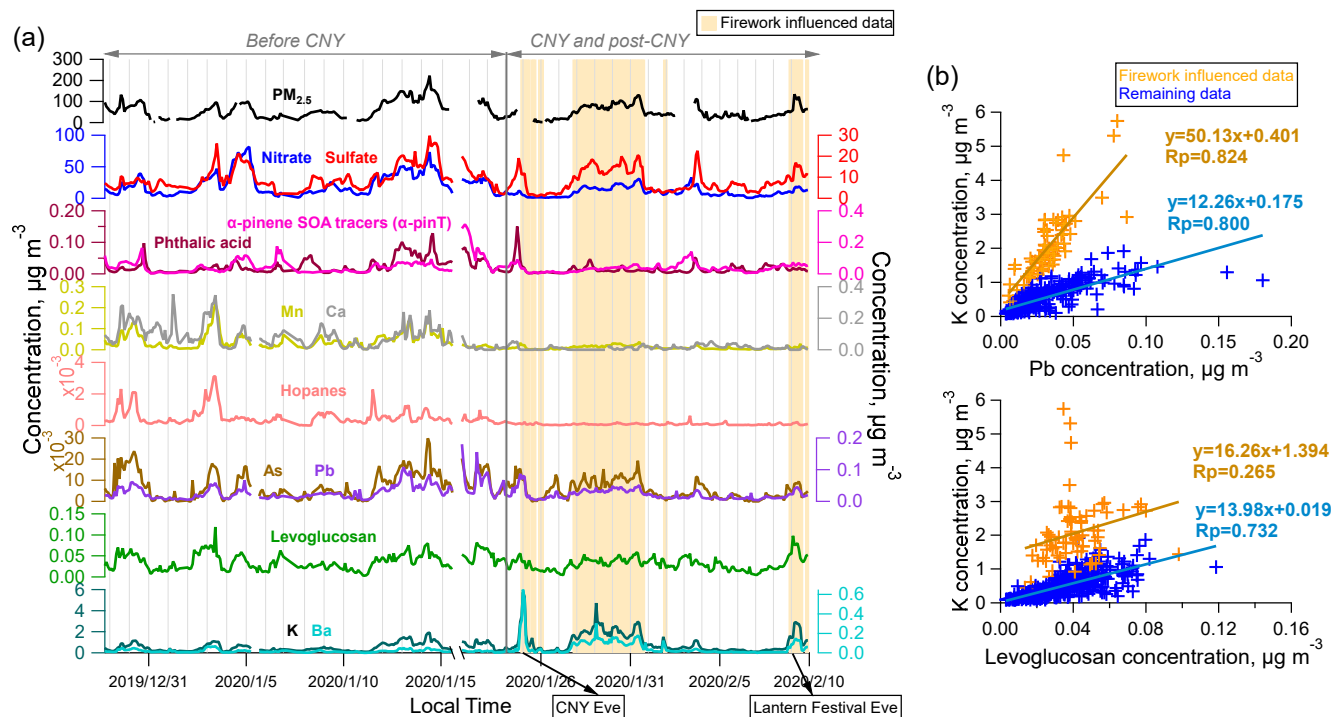 Firework influenced data
(a)
Before CNY
CNY and post-CNY
Concentration, µg m⁻³
Concentration, µg m⁻³
300
200
100
0
PM₂.₅
100
50
0
Nitrate
Sulfate
30
20
10
0
0.20
0.10
0.00
α-pinene SOA tracers (α-pinT)
Phthalic acid
0.4
0.2
0.0
0.3
0.2
0.1
0.0
Mn
Ca
0.4
0.2
0.0
x10⁻³
4
2
0
Hopanes
x10⁻³
30
20
10
0
As
Pb
0.2
0.1
0.0
0.15
0.10
0.05
0.00
Levoglucosan
6
4
2
0
K
Ba
0.6
0.4
0.2
0.0
2019/12/31
2020/1/5
2020/1/10
2020/1/15
2020/1/26
2020/1/31
2020/2/5
2020/2/10
Local Time
CNY Eve
Lantern Festival Eve
(b)
Firework influenced data
Remaining data
K concentration, µg m⁻³
6
5
4
3
2
1
0
y=50.13x+0.401
Rp=0.824
y=12.26x+0.175
Rp=0.800
0.00
0.05
0.10
0.15
0.20
Pb concentration, µg m⁻³
K concentration, µg m⁻³
6
5
4
3
2
1
0
y=16.26x+1.394
Rp=0.265
y=13.98x+0.019
Rp=0.732
0.00
0.04
0.08
0.12
0.16
Levoglucosan concentration, µg m⁻³